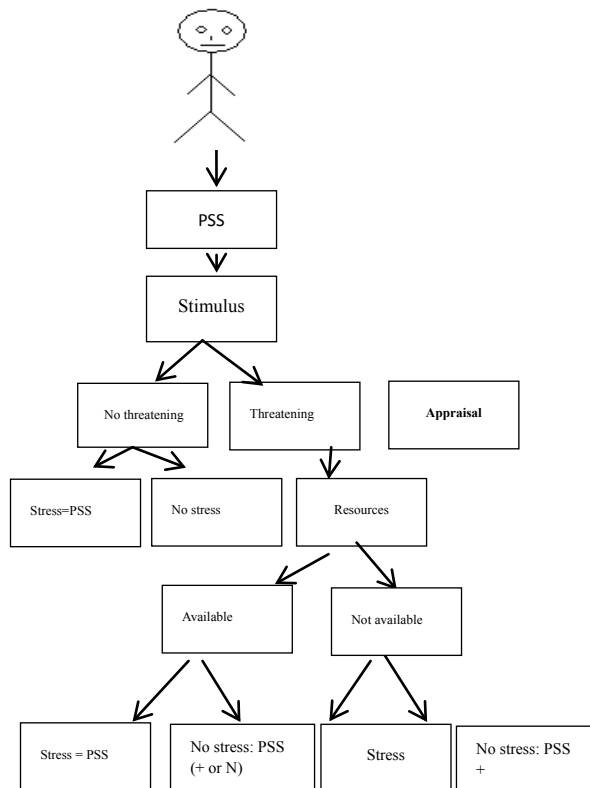 PSS
Stimulus
No threatening
Threatening
Appraisal
Stress=PSS
No stress
Resources
Available
Not available
Stress = PSS
No stress: PSS
(+ or N)
Stress
No stress: PSS
+